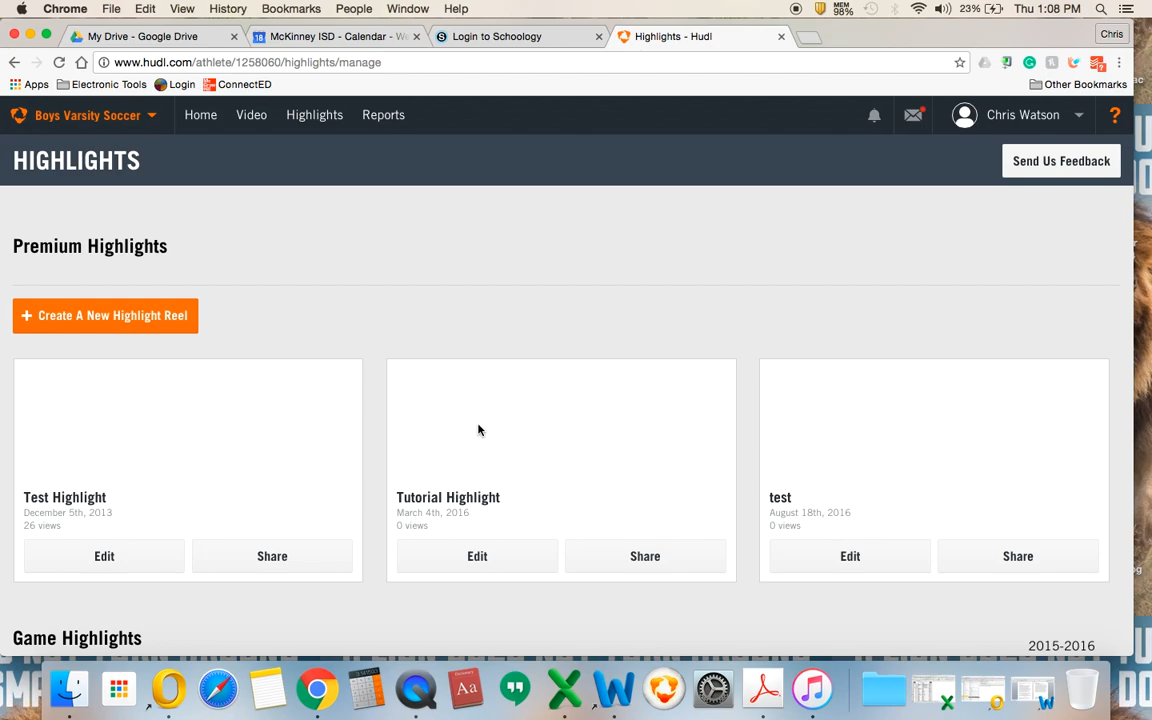 Chrome File Edit View History Bookmarks People Window Help MEM 98% 23% Thu 1:08 PM
My Drive - Google Drive McKinney ISD - Calendar - We Login to Schoology Highlights - Hudl Chris
www.hudl.com/athlete/1258060/highlights/manage
Apps Electronic Tools Login ConnectED Other Bookmarks
Boys Varsity Soccer Home Video Highlights Reports Chris Watson ?
HIGHLIGHTS Send Us Feedback
Premium Highlights
+ Create A New Highlight Reel
Test Highlight Tutorial Highlight test
December 5th, 2013 March 4th, 2016 August 18th, 2016
26 views 0 views 0 views
Edit Share Edit Share Edit Share
Game Highlights 2015-2016